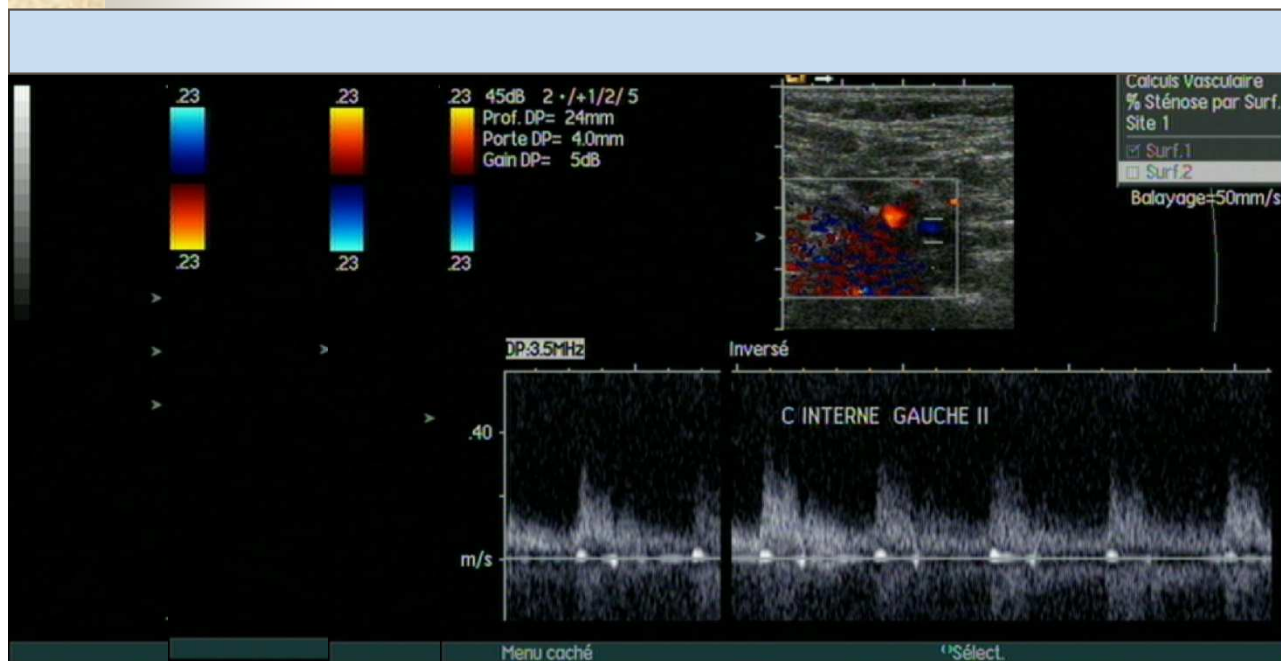 .23
.23
.23
.23
.23
.23
45dB 2 ·/+1/2/ 5
Prof. DP= 24mm
Porte DP= 4.0mm
Gain DP= 5dB
Calculs Vasculaire
% Sténose par Surf.
Site 1
Surf.1
Surf.2
Balayage=50mm/s
DP:3.5MHz
Inversé
C INTERNE GAUCHE II
.40
m/s
Menu caché
Sélect.